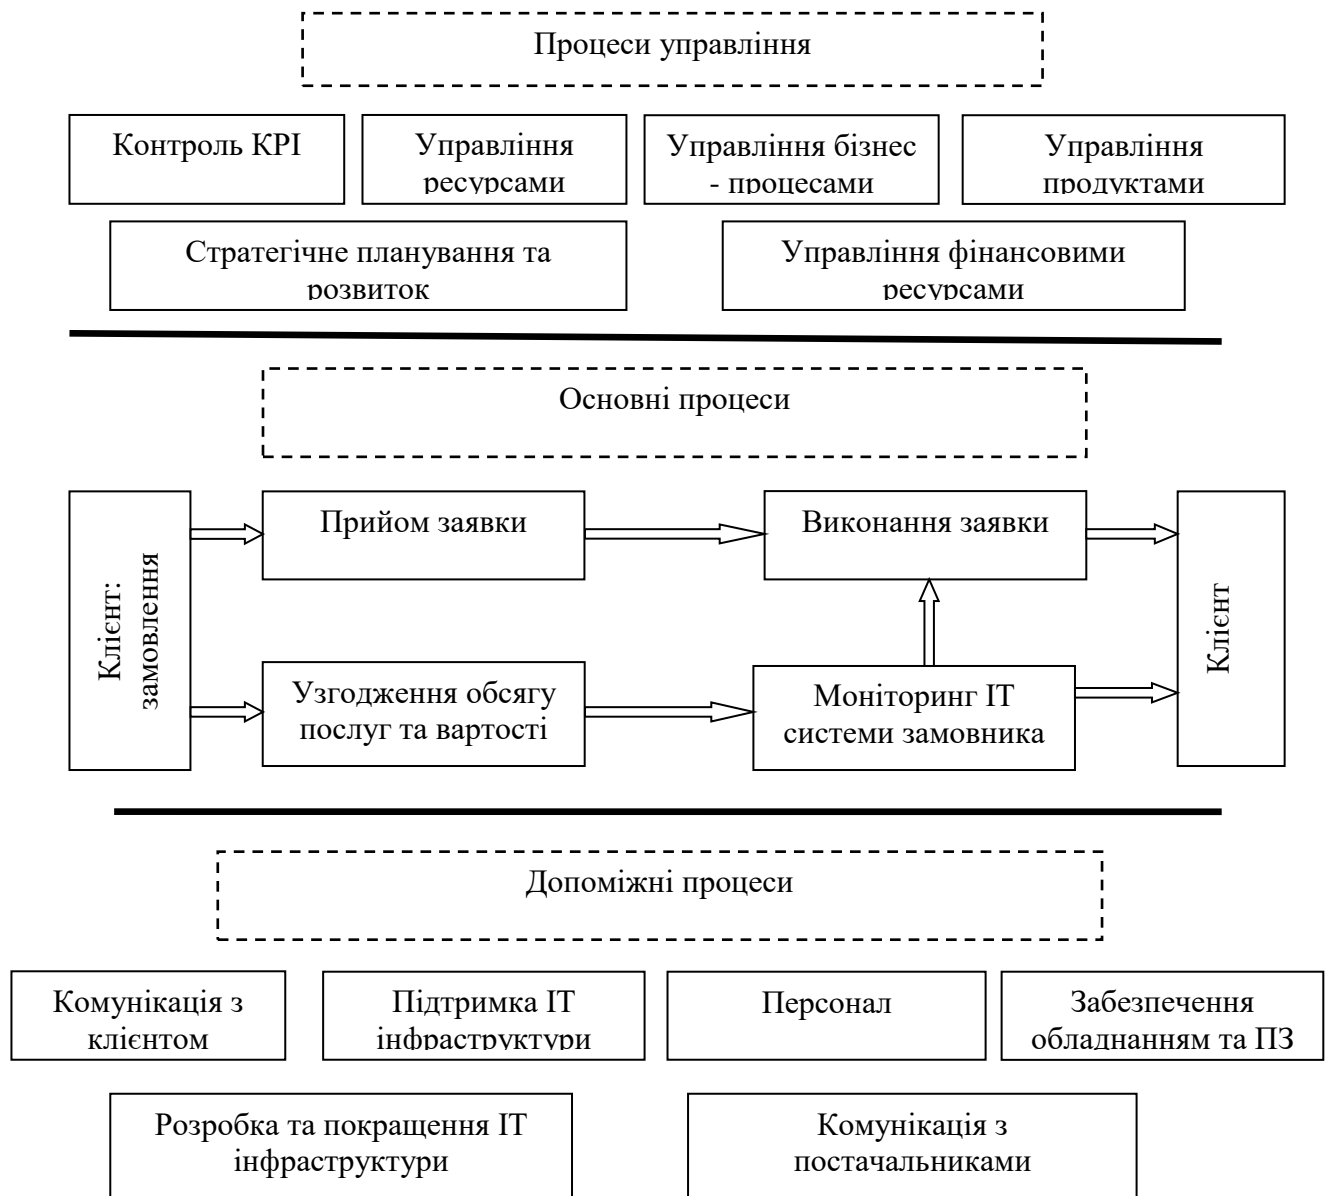 Процеси управління
Контроль KPI
Управління
ресурсами
Управління бізнес
- процесами
Управління
продуктами
Стратегічне планування та
розвиток
Управління фінансовими
ресурсами
Основні процеси
Клієнт:
замовлення
Прийом заявки
Виконання заявки
Клієнт
Узгодження обсягу
послуг та вартості
Моніторинг ІТ
системи замовника
Допоміжні процеси
Комунікація з
клієнтом
Підтримка ІТ
інфраструктури
Персонал
Забезпечення
обладнанням та ПЗ
Розробка та покращення ІТ
інфраструктури
Комунікація з
постачальниками